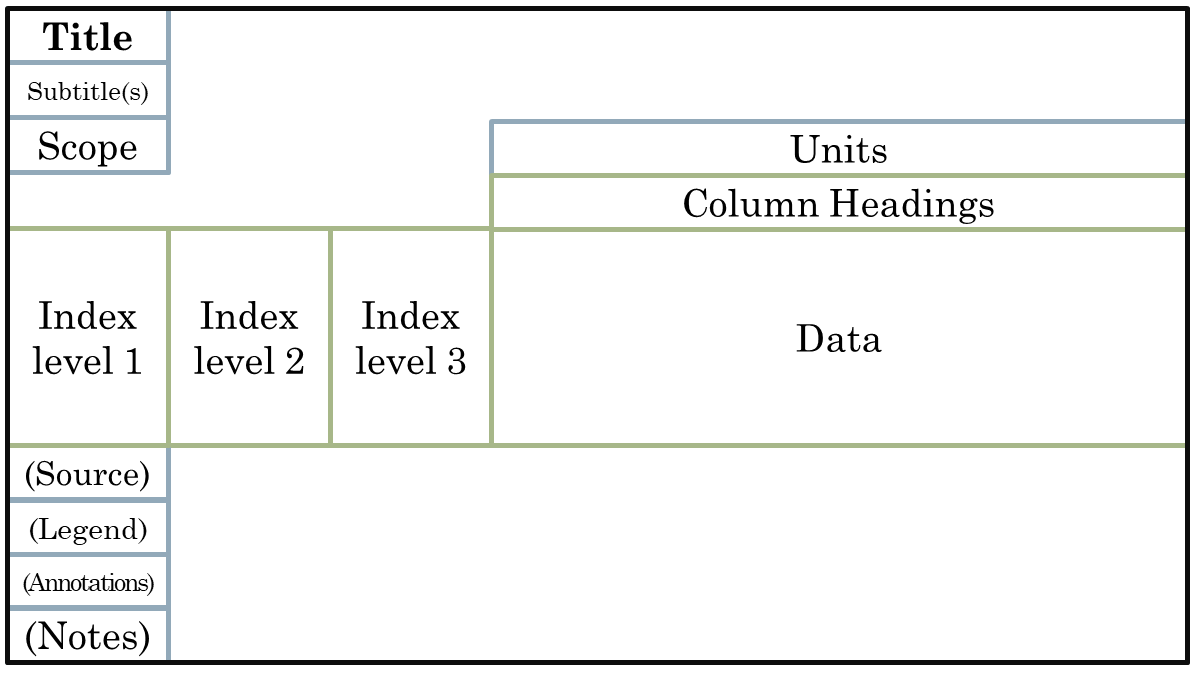 Title
Subtitle(s)
Scope
Units
Column Headings
Index level 1
Index level 2
Index level 3
Data
(Source)
(Legend)
(Annotations)
(Notes)